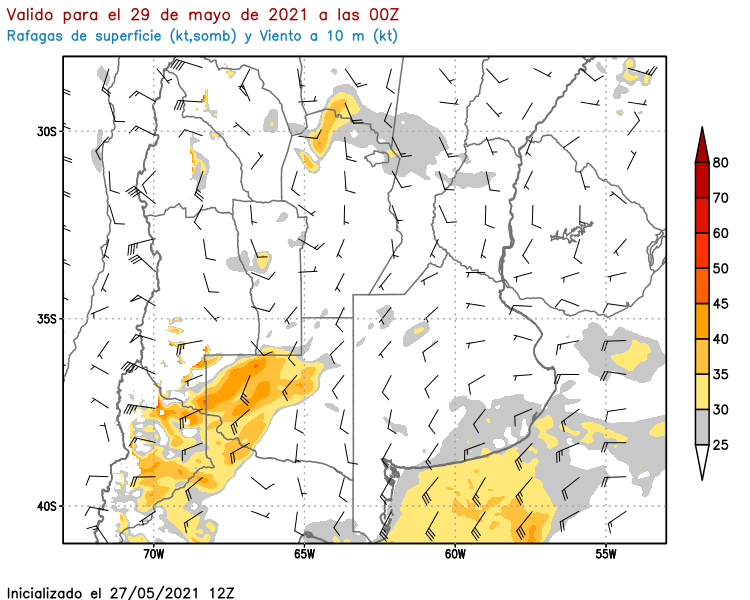 Valido para el 29 de mayo de 2021 a las 00Z
Rafagas de superficie (kt,somb) y Viento a 10 m (kt)
30S
35S
40S
70W 65W 60W 55W
80
70
60
50
45
40
35
30
25
Inicializado el 27/05/2021 12Z